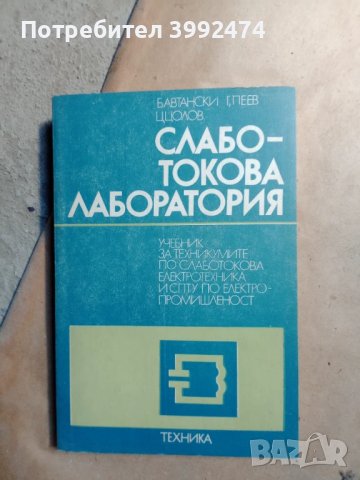 Потребител 3992474
Б.АВТАНСКИ Г.ПЕЕВ
Ц.ЦОЛОВ
СЛАБО-
ТОКОВА
ЛАБОРАТОРИЯ
УЧЕБНИК
ЗА ТЕХНИКУМИТЕ
ПО СЛАБОТОКОВА
ЕЛЕКТРОТЕХНИКА
И СПТУ ПО ЕЛЕКТРО-
ПРОМИШЛЕНОСТ
ТЕХНИКА
BAZAR